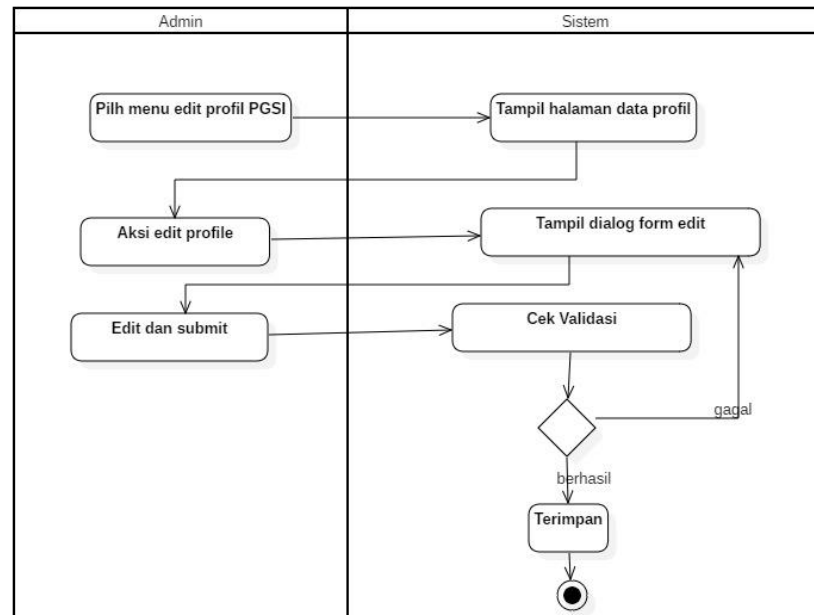 Admin
Sistem
Pilh menu edit profil PGSI
Tampil halaman data profil
Aksi edit profile
Tampil dialog form edit
Edit dan submit
Cek Validasi
gagal
berhasil
Terimpan